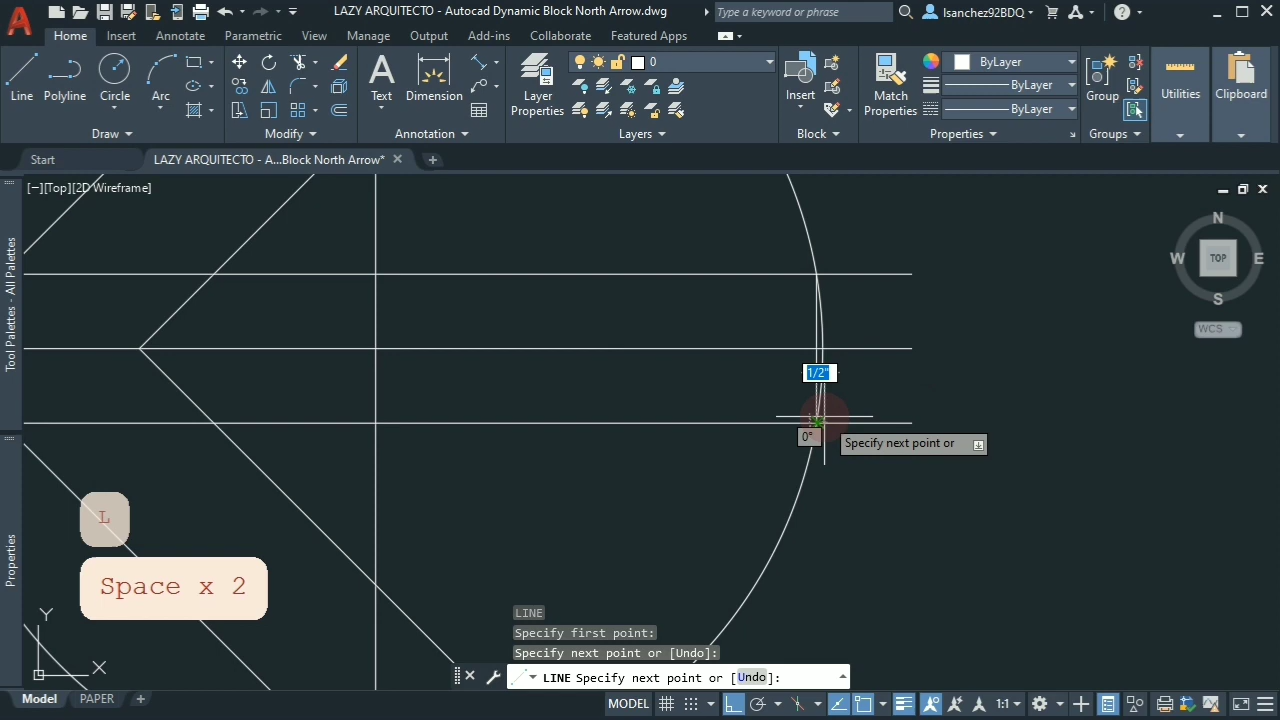 LAZY ARQUITECTO - Autocad Dynamic Block North Arrow.dwg
Type a keyword or phrase
lsanchez92BDQ
Home Insert Annotate Parametric View Manage Output Add-ins Collaborate Featured Apps
0
ByLayer
Line Polyline Circle Arc
Text Dimension
Layer Properties
Insert
Match Properties
ByLayer
ByLayer
Group
Utilities
Clipboard
Draw Modify Annotation Layers Block Properties Groups
Start
LAZY ARQUITECTO - A...Block North Arrow*
[−][Top][2D Wireframe]
N
W TOP E
S
WCS
Tool Palettes - All Palettes
1/2"
0°
Specify next point or
L
Space x 2
Properties
Y
X
LINE
Specify first point:
Specify next point or [Undo]:
LINE Specify next point or [Undo]:
Model PAPER
MODEL
1:1